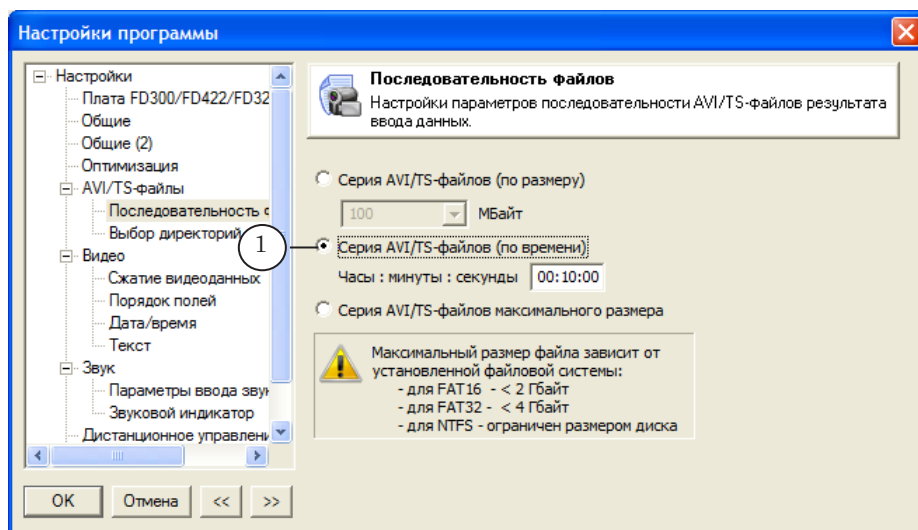 Настройки программы
Настройки
Плата FD300/FD422/FD32
Общие
Общие (2)
Оптимизация
AVI/TS-файлы
Последовательность ф
Выбор директорий
Видео
Сжатие видеоданных
Порядок полей
Дата/время
Текст
Звук
Параметры ввода звун
Звуковой индикатор
Дистанционное управлени
OK
Отмена
<<
>>
Последовательность файлов
Настройки параметров последовательности AVI/TS-файлов результата
ввода данных.
Серия AVI/TS-файлов (по размеру)
100 МБайт
1
Серия AVI/TS-файлов (по времени)
Часы : минуты : секунды 00:10:00
Серия AVI/TS-файлов максимального размера
Максимальный размер файла зависит от
установленной файловой системы:
- для FAT16 - < 2 Гбайт
- для FAT32 - < 4 Гбайт
- для NTFS - ограничен размером диска